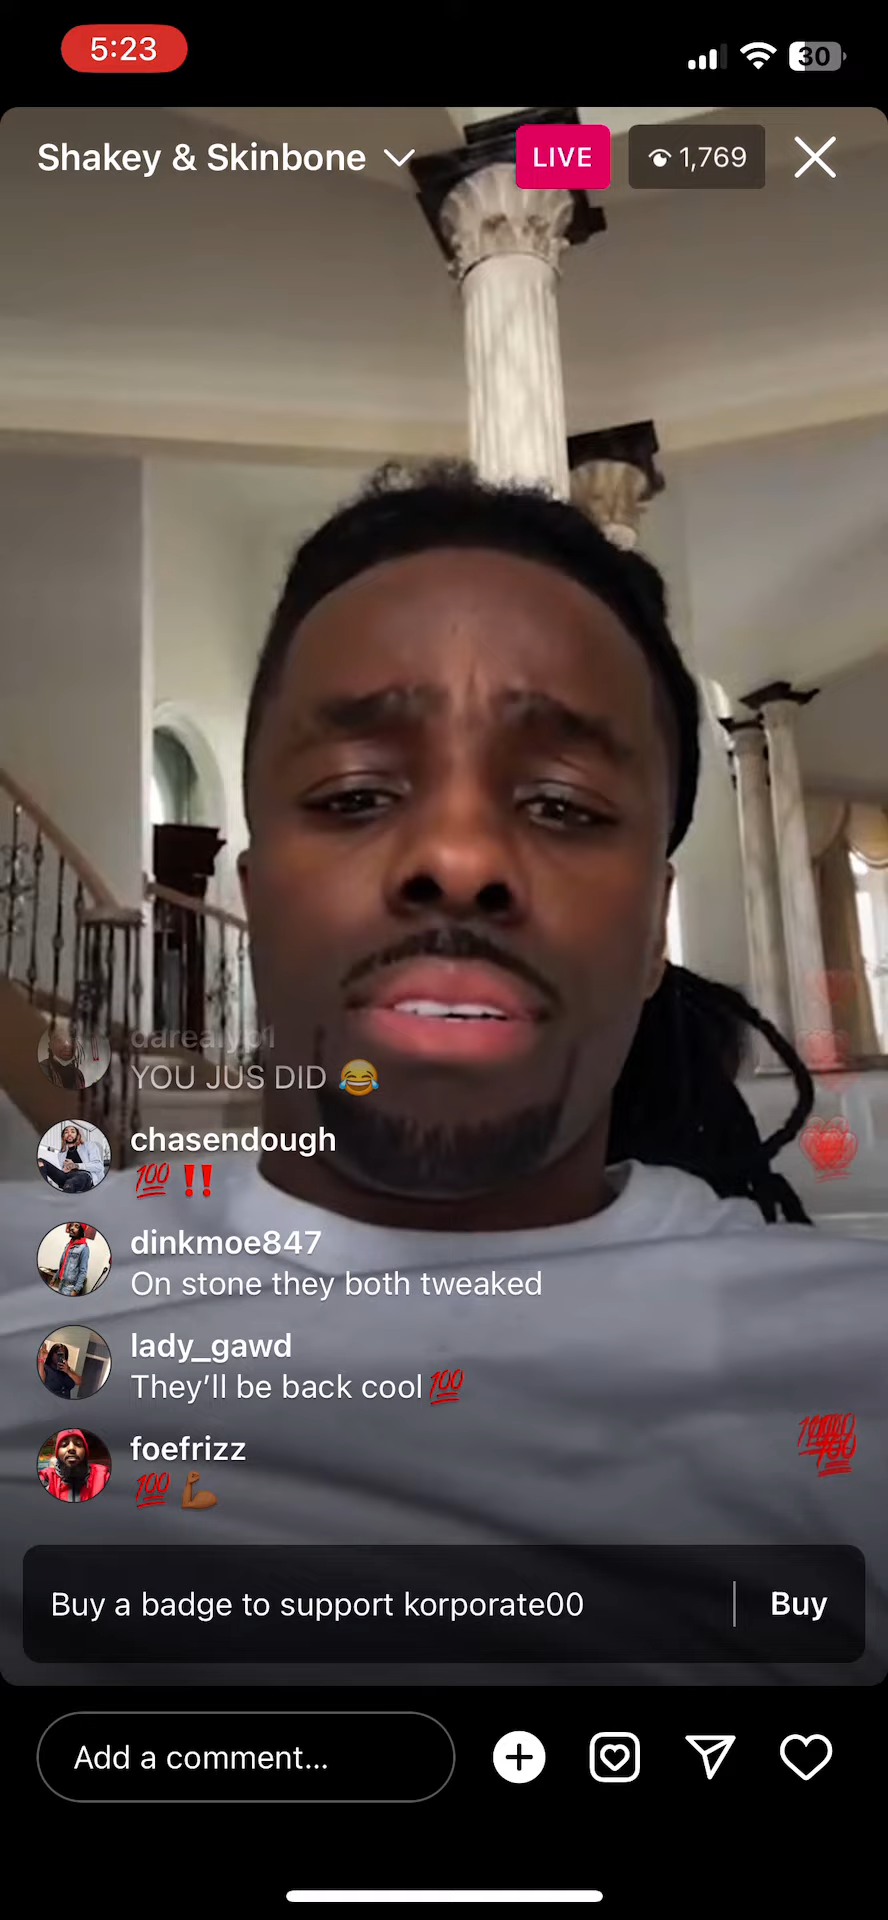 5:23
30
Shakey & Skinbone
LIVE
1,769
YOU JUS DID 😂
chasendough
💯 ‼️
dinkmoe847
On stone they both tweaked
lady_gawd
They'll be back cool 💯
foefrizz
💯 💪🏾
Buy a badge to support korporate00
Buy
Add a comment...